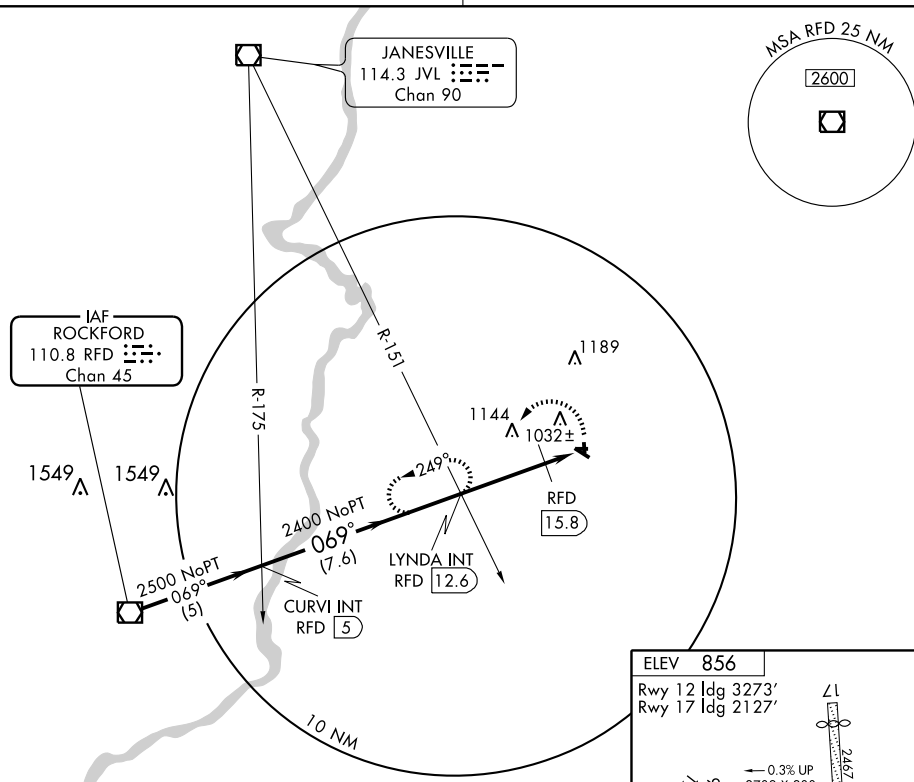 JANESVILLE
114.3 JVL
Chan 90
MSA RFD 25 NM
2600
IAF
ROCKFORD
110.8 RFD
Chan 45
R-151
R-175
1189
1144
1032±
1549
1549
249°
RFD
15.8
2400 NoPT
069°
(7.6)
LYNDA INT
RFD 12.6
2500 NoPT
069°
(5)
CURVI INT
RFD 5
10 NM
ELEV 856
Rwy 12 ldg 3273'
Rwy 17 ldg 2127'
17
2467
0.3% UP